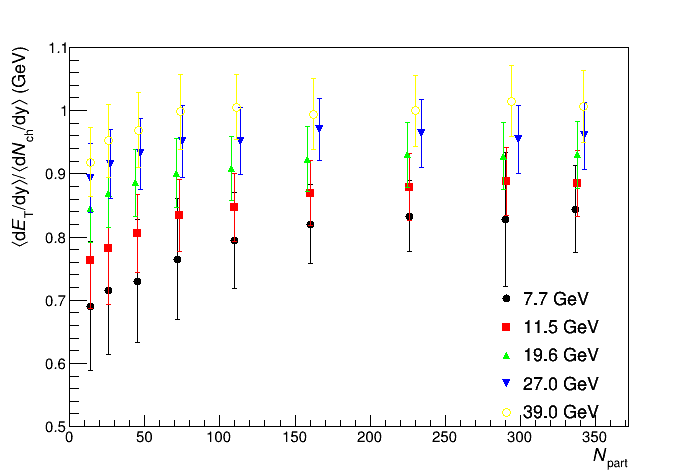 ⟨dE_T/dy⟩/⟨dN_ch/dy⟩ (GeV)
1.1
1
0.9
0.8
0.7
0.6
0.5
7.7 GeV
11.5 GeV
19.6 GeV
27.0 GeV
39.0 GeV
0 50 100 150 200 250 300 350
N_part